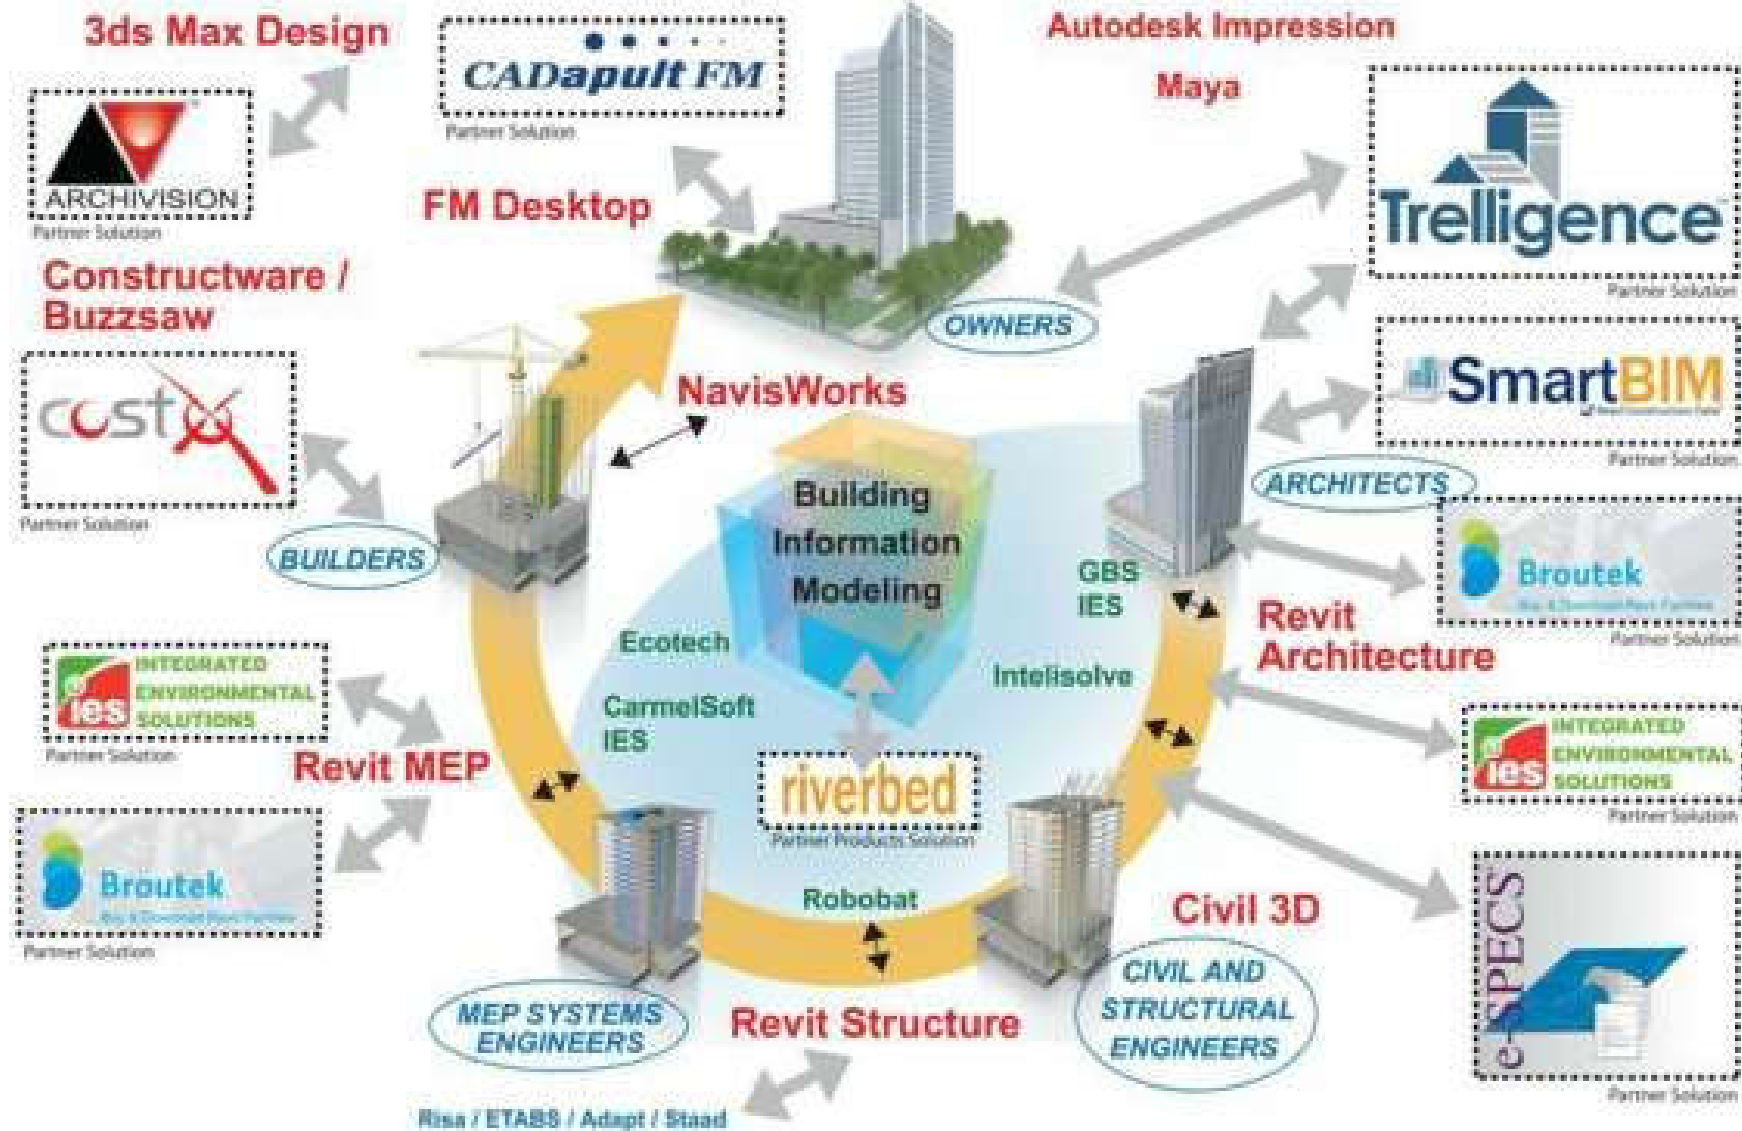 3ds Max Design
CADapult FM
Partner Solution
Autodesk Impression
Maya
ARCHIVISION
Partner Solution
FM Desktop
Trelligence
Partner Solution
Constructware /
Buzzsaw
OWNERS
costX
Partner Solution
NavisWorks
SmartBIM
Partner Solution
ARCHITECTS
BUILDERS
Building
Information
Modeling
GBS
IES
Broutek
Partner Solution
Revit
Architecture
Ecotech
Intelisolve
CarmelSoft
IES
ies
INTEGRATED
ENVIRONMENTAL
SOLUTIONS
Partner Solution
Revit MEP
riverbed
Partner Products Solution
ies
INTEGRATED
ENVIRONMENTAL
SOLUTIONS
Partner Solution
Broutek
Partner Solution
Robobat
Civil 3D
e-SPECS
Partner Solution
MEP SYSTEMS
ENGINEERS
Revit Structure
CIVIL AND
STRUCTURAL
ENGINEERS
Risa / ETABS / Adapt / Staad